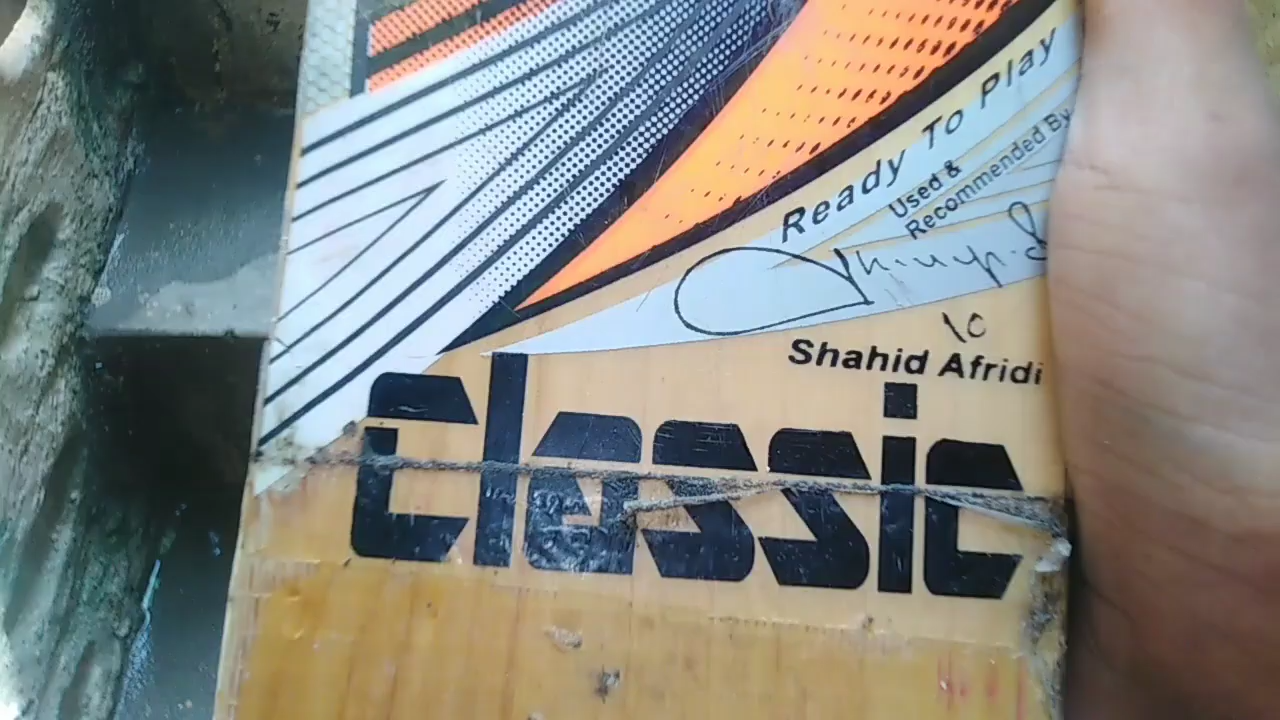 Ready To Play
Used &
Recommended By
10
Shahid Afridi
Classic